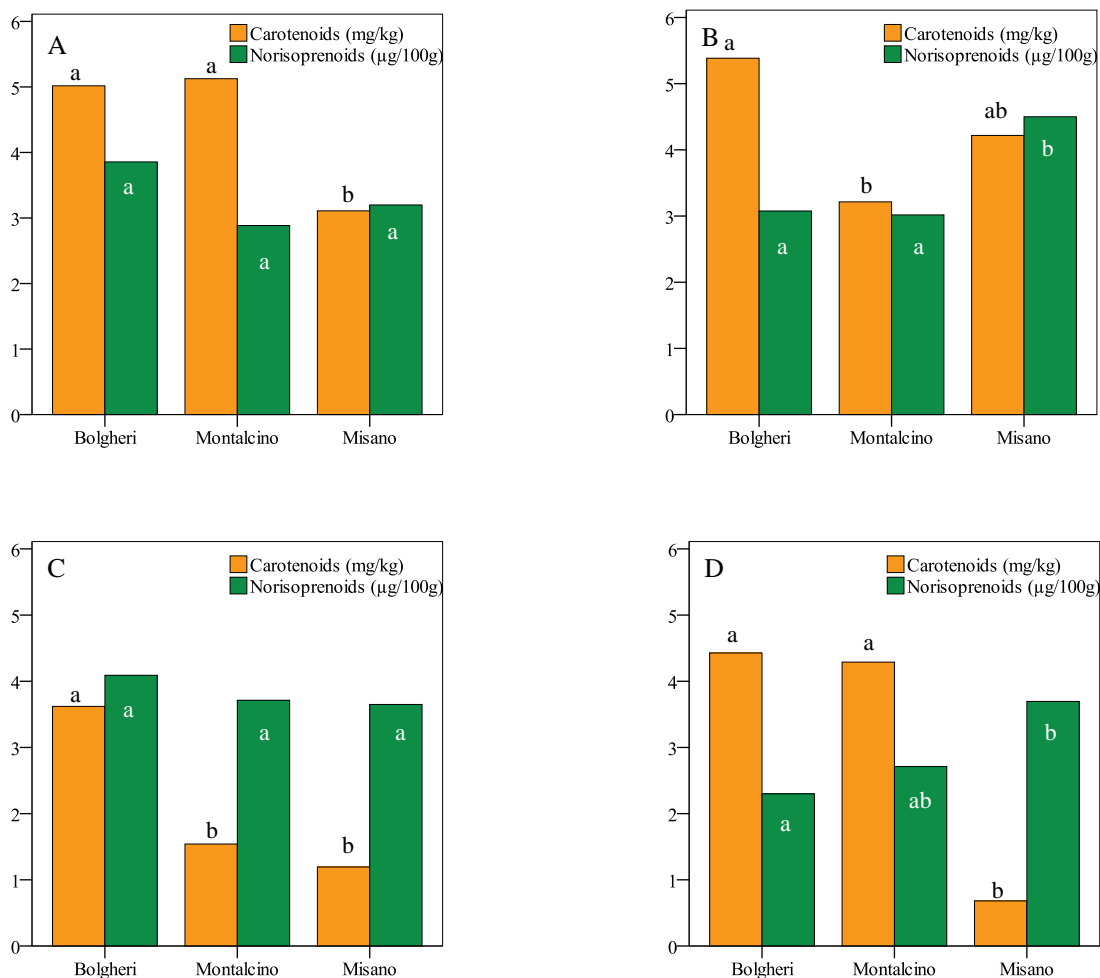 A
Carotenoids (mg/kg)
Norisoprenoids (µg/100g)
6
5
4
3
2
1
0
a
a
a
a
b
a
Bolgheri
Montalcino
Misano
B
Carotenoids (mg/kg)
Norisoprenoids (µg/100g)
6
5
4
3
2
1
0
a
a
b
a
ab
b
Bolgheri
Montalcino
Misano
C
Carotenoids (mg/kg)
Norisoprenoids (µg/100g)
6
5
4
3
2
1
0
a
a
b
a
b
a
Bolgheri
Montalcino
Misano
D
Carotenoids (mg/kg)
Norisoprenoids (µg/100g)
6
5
4
3
2
1
0
a
a
a
ab
b
b
Bolgheri
Montalcino
Misano